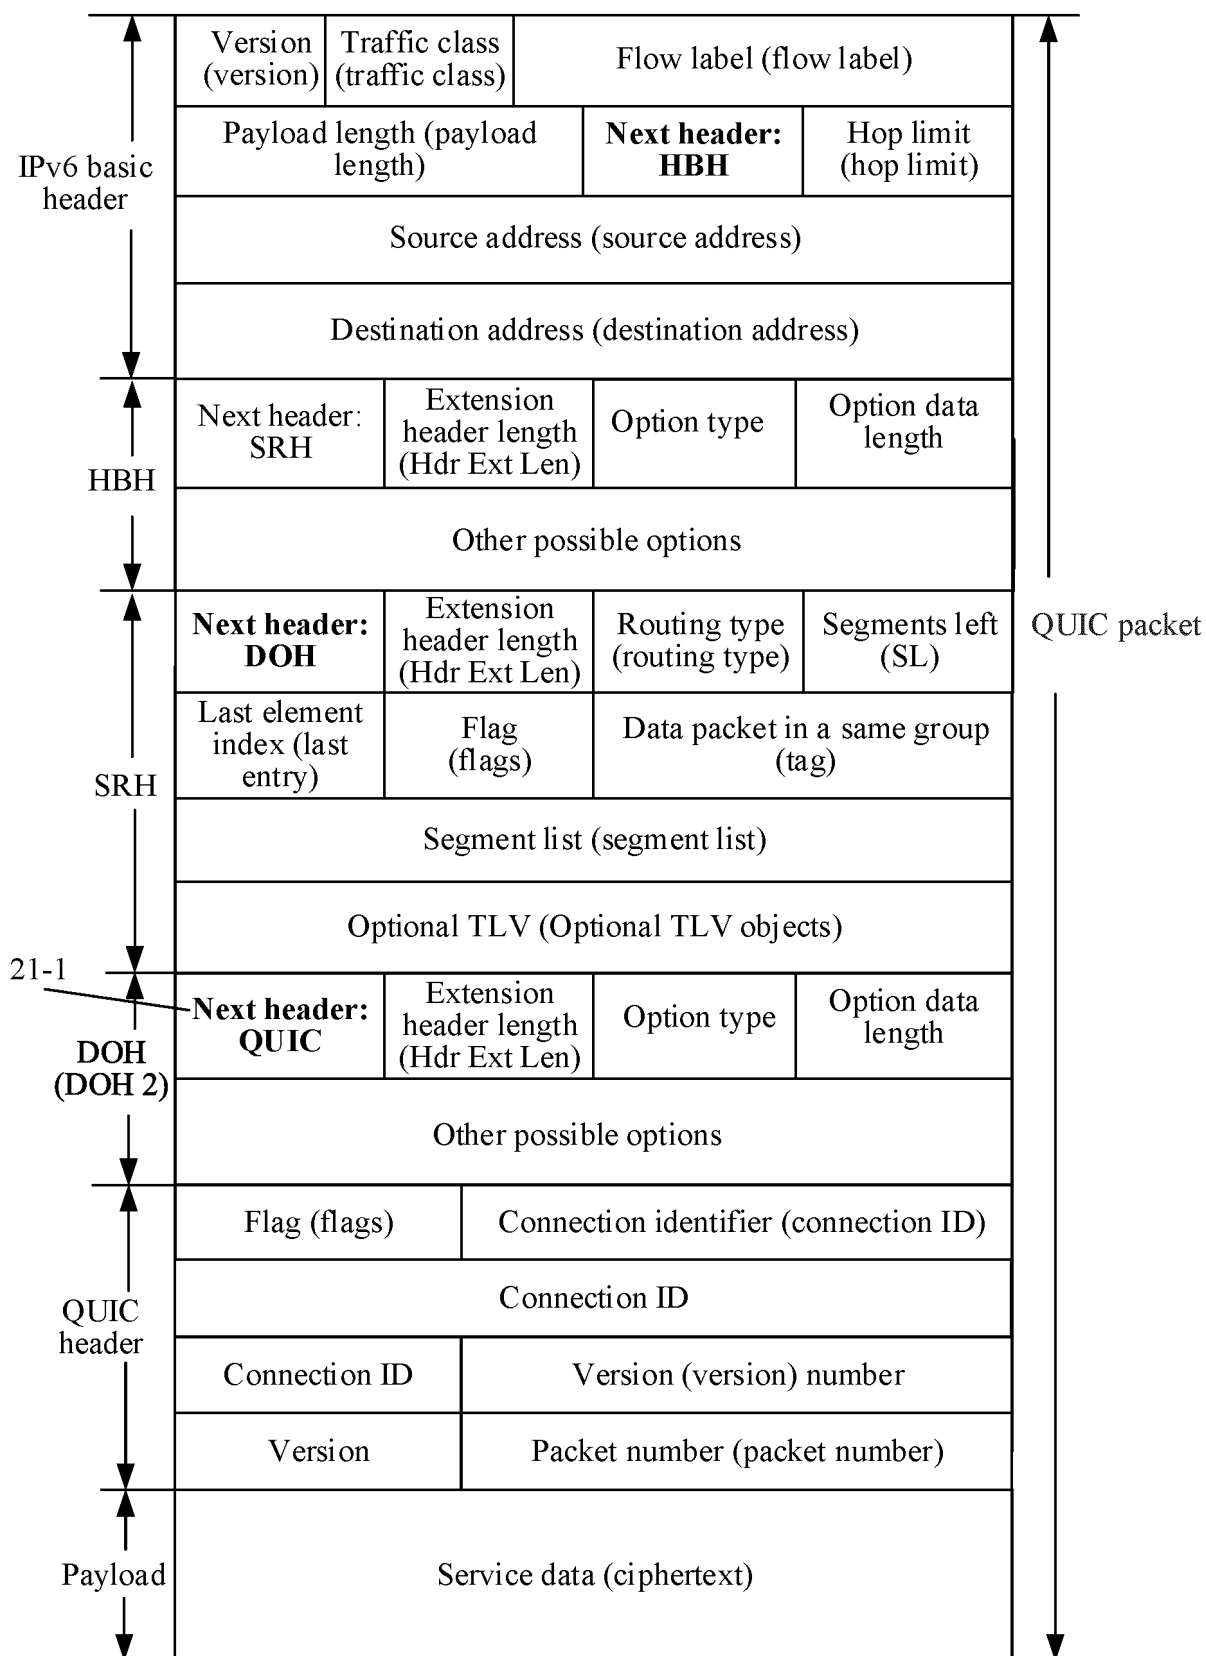 Version
(version)
Traffic class
(traffic class)
Flow label (flow label)
IPv6 basic
header
Payload length (payload
length)
Next header:
HBH
Hop limit
(hop limit)
Source address (source address)
Destination address (destination address)
HBH
Next header:
SRH
Extension
header length
(Hdr Ext Len)
Option type
Option data
length
Other possible options
QUIC packet
SRH
Next header:
DOH
Extension
header length
(Hdr Ext Len)
Routing type
(routing type)
Segments left
(SL)
Last element
index (last
entry)
Flag
(flags)
Data packet in a same group
(tag)
Segment list (segment list)
Optional TLV (Optional TLV objects)
21-1
DOH
(DOH 2)
Next header:
QUIC
Extension
header length
(Hdr Ext Len)
Option type
Option data
length
Other possible options
QUIC
header
Flag (flags)
Connection identifier (connection ID)
Connection ID
Connection ID
Version (version) number
Version
Packet number (packet number)
Payload
Service data (ciphertext)